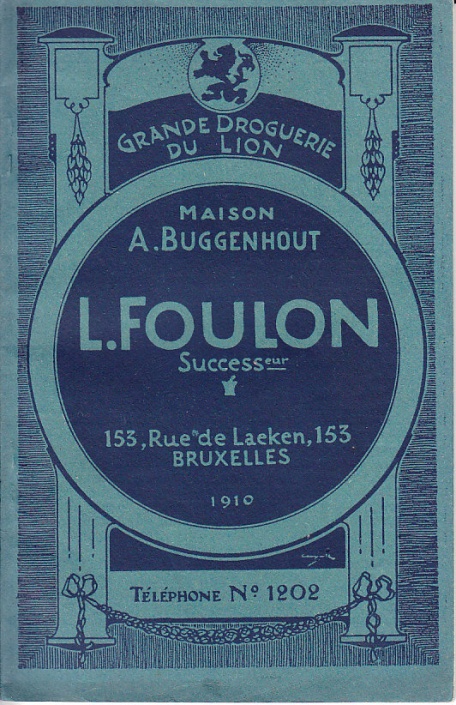 GRANDE DROGUERIE
DU LION
MAISON
A. BUGGENHOUT
L. FOULON
Successeur
153, Rue de Laeken, 153
BRUXELLES
1910
TÉLÉPHONE Nº 1202